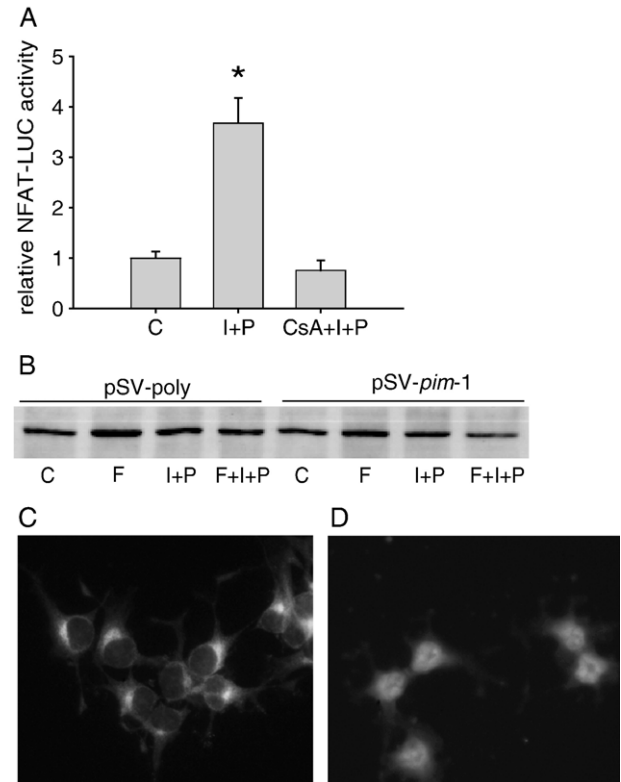 A
relative NFAT-LUC activity
5
4
3
2
1
0
*
C I+P CsA+I+P
B
pSV-poly pSV-pim-1
C F I+P F+I+P C F I+P F+I+P
C D